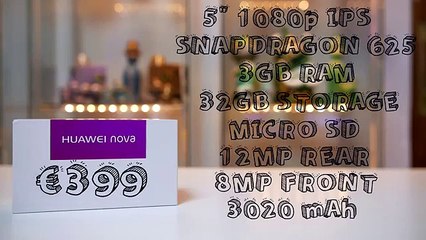 5" 1080p IPS
SNAPDRAGON 625
3GB RAM
32GB STORAGE
MICRO SD
12MP REAR
8MP FRONT
3020 mAh
HUAWEI nova
€399